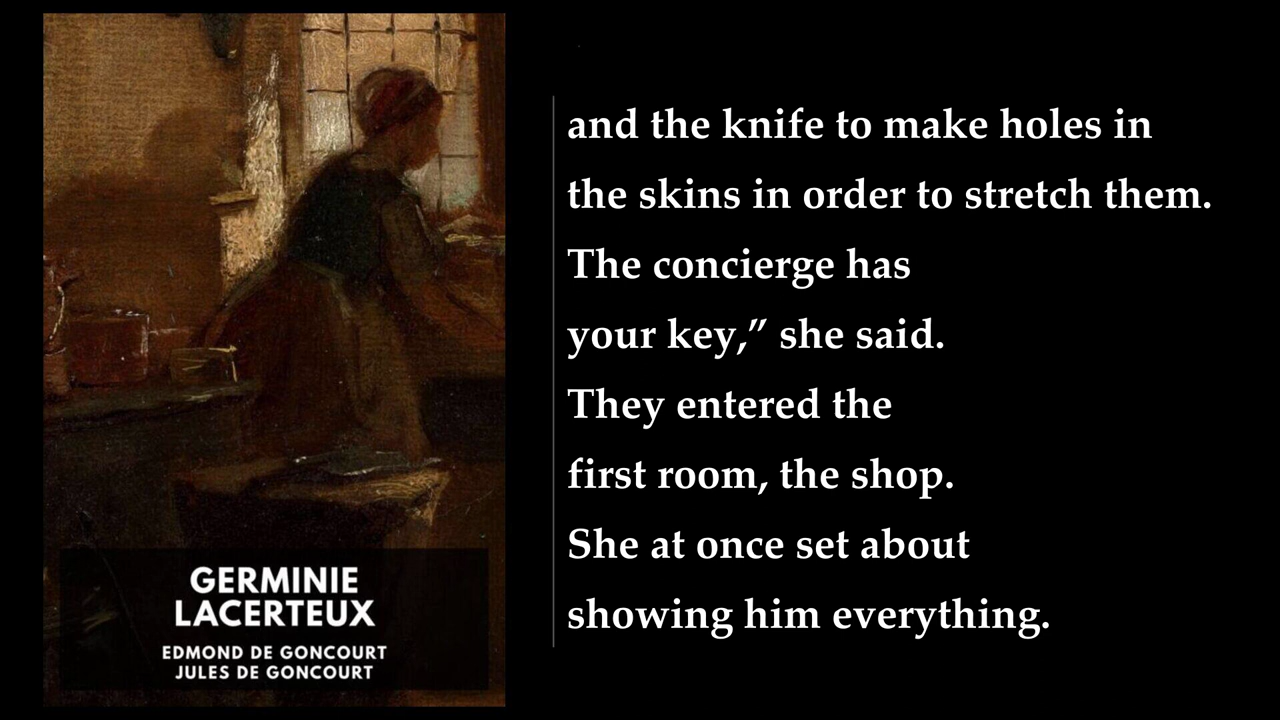 GERMINIE
LACERTEUX
EDMOND DE GONCOURT
JULES DE GONCOURT
and the knife to make holes in
the skins in order to stretch them.
The concierge has
your key,” she said.
They entered the
first room, the shop.
She at once set about
showing him everything.